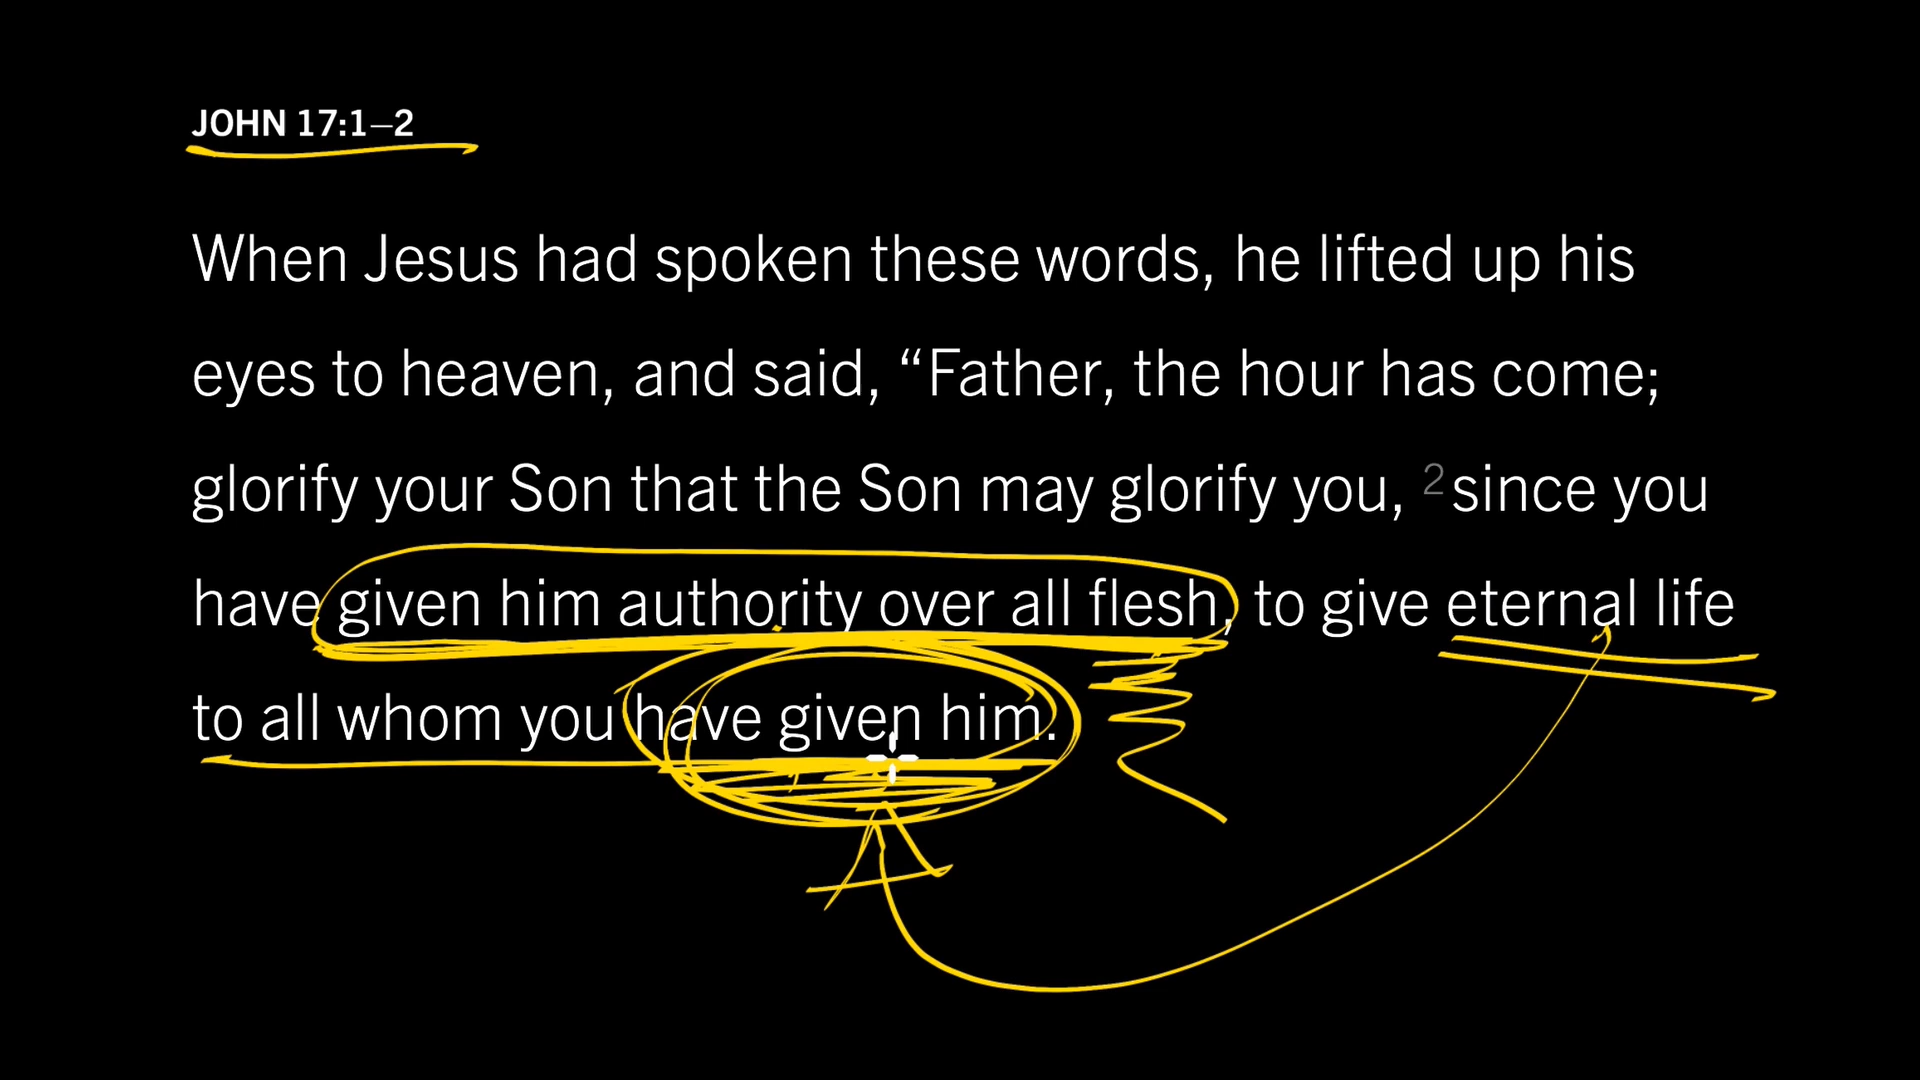 JOHN 17:1–2
When Jesus had spoken these words, he lifted up his
eyes to heaven, and said, “Father, the hour has come;
glorify your Son that the Son may glorify you, 2 since you
have given him authority over all flesh, to give eternal life
to all whom you have given him.